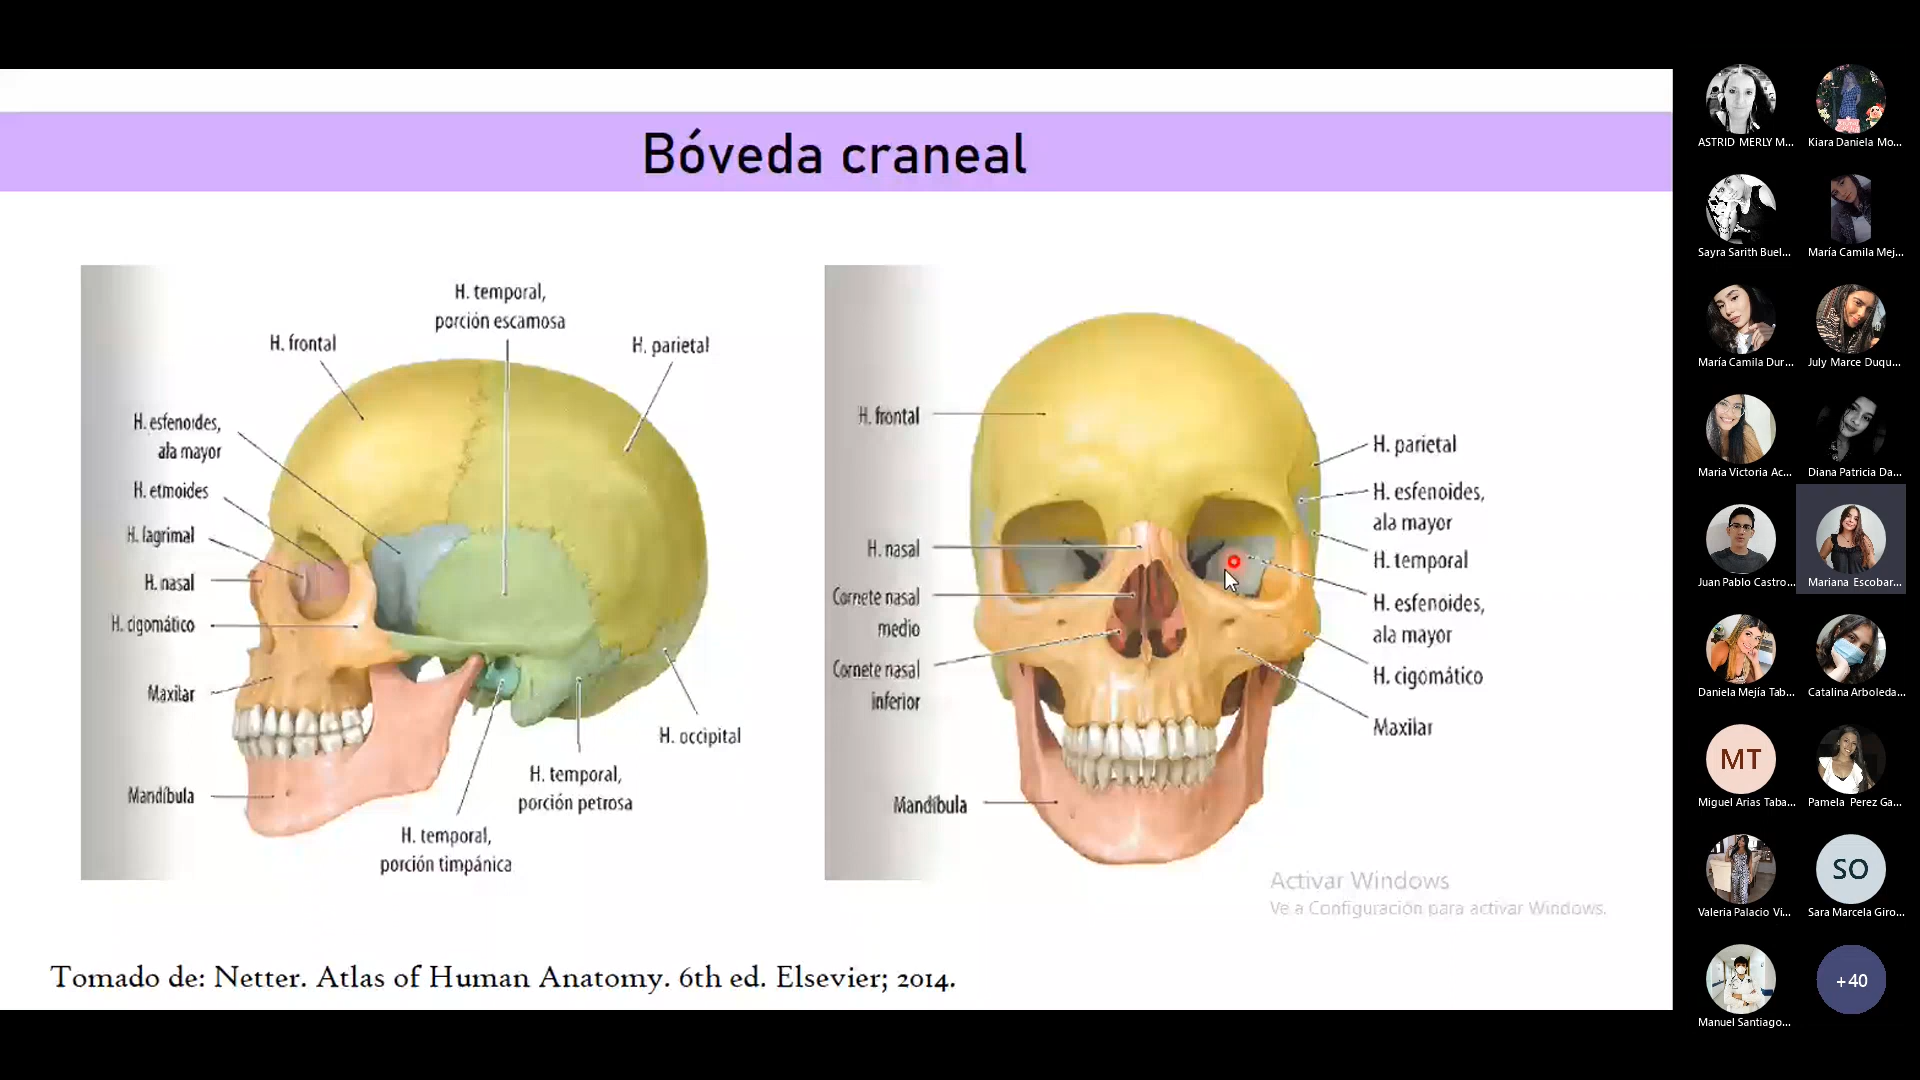 Bóveda craneal
H. temporal,
porción escamosa
H. frontal
H. parietal
H. esfenoides,
ala mayor
H. etmoides
H. lagrimal
H. nasal
H. cigomático
Maxilar
Mandíbula
H. occipital
H. temporal,
porción petrosa
H. temporal,
porción timpánica
H. frontal
H. nasal
Cornete nasal
medio
Cornete nasal
inferior
Mandíbula
H. parietal
H. esfenoides,
ala mayor
H. temporal
H. esfenoides,
ala mayor
H. cigomático
Maxilar
Activar Windows
Ve a Configuración para activar Windows.
Tomado de: Netter. Atlas of Human Anatomy. 6th ed. Elsevier; 2014.
ASTRID MERLY M...
Kiara Daniela Mo...
Sayra Sarith Buel...
María Camila Mej...
María Camila Dur...
July Marce Duqu...
Maria Victoria Ac...
Diana Patricia Da...
Juan Pablo Castro...
Mariana Escobar...
Daniela Mejía Tab...
Catalina Arboleda...
MT
Miguel Arias Taba...
Pamela Perez Ga...
Valeria Palacio Vi...
SO
Sara Marcela Giro...
Manuel Santiago...
+40